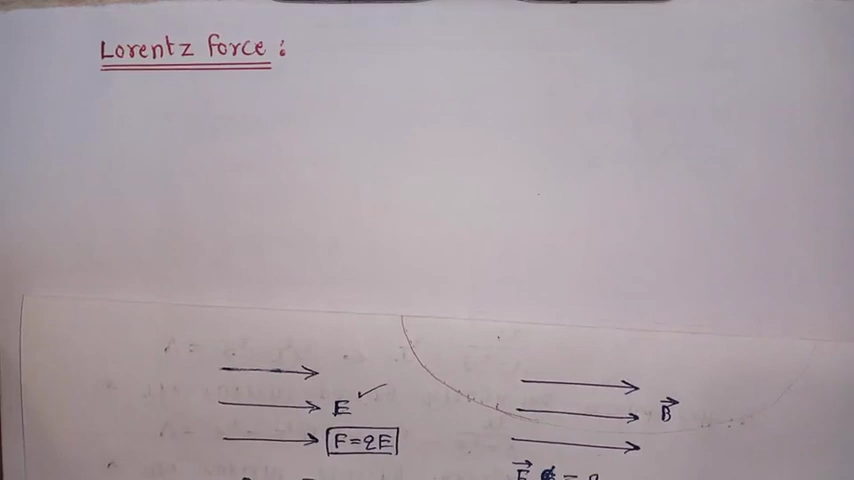 Lorentz force :
E ✓
F=qE
B⃗
F⃗ =